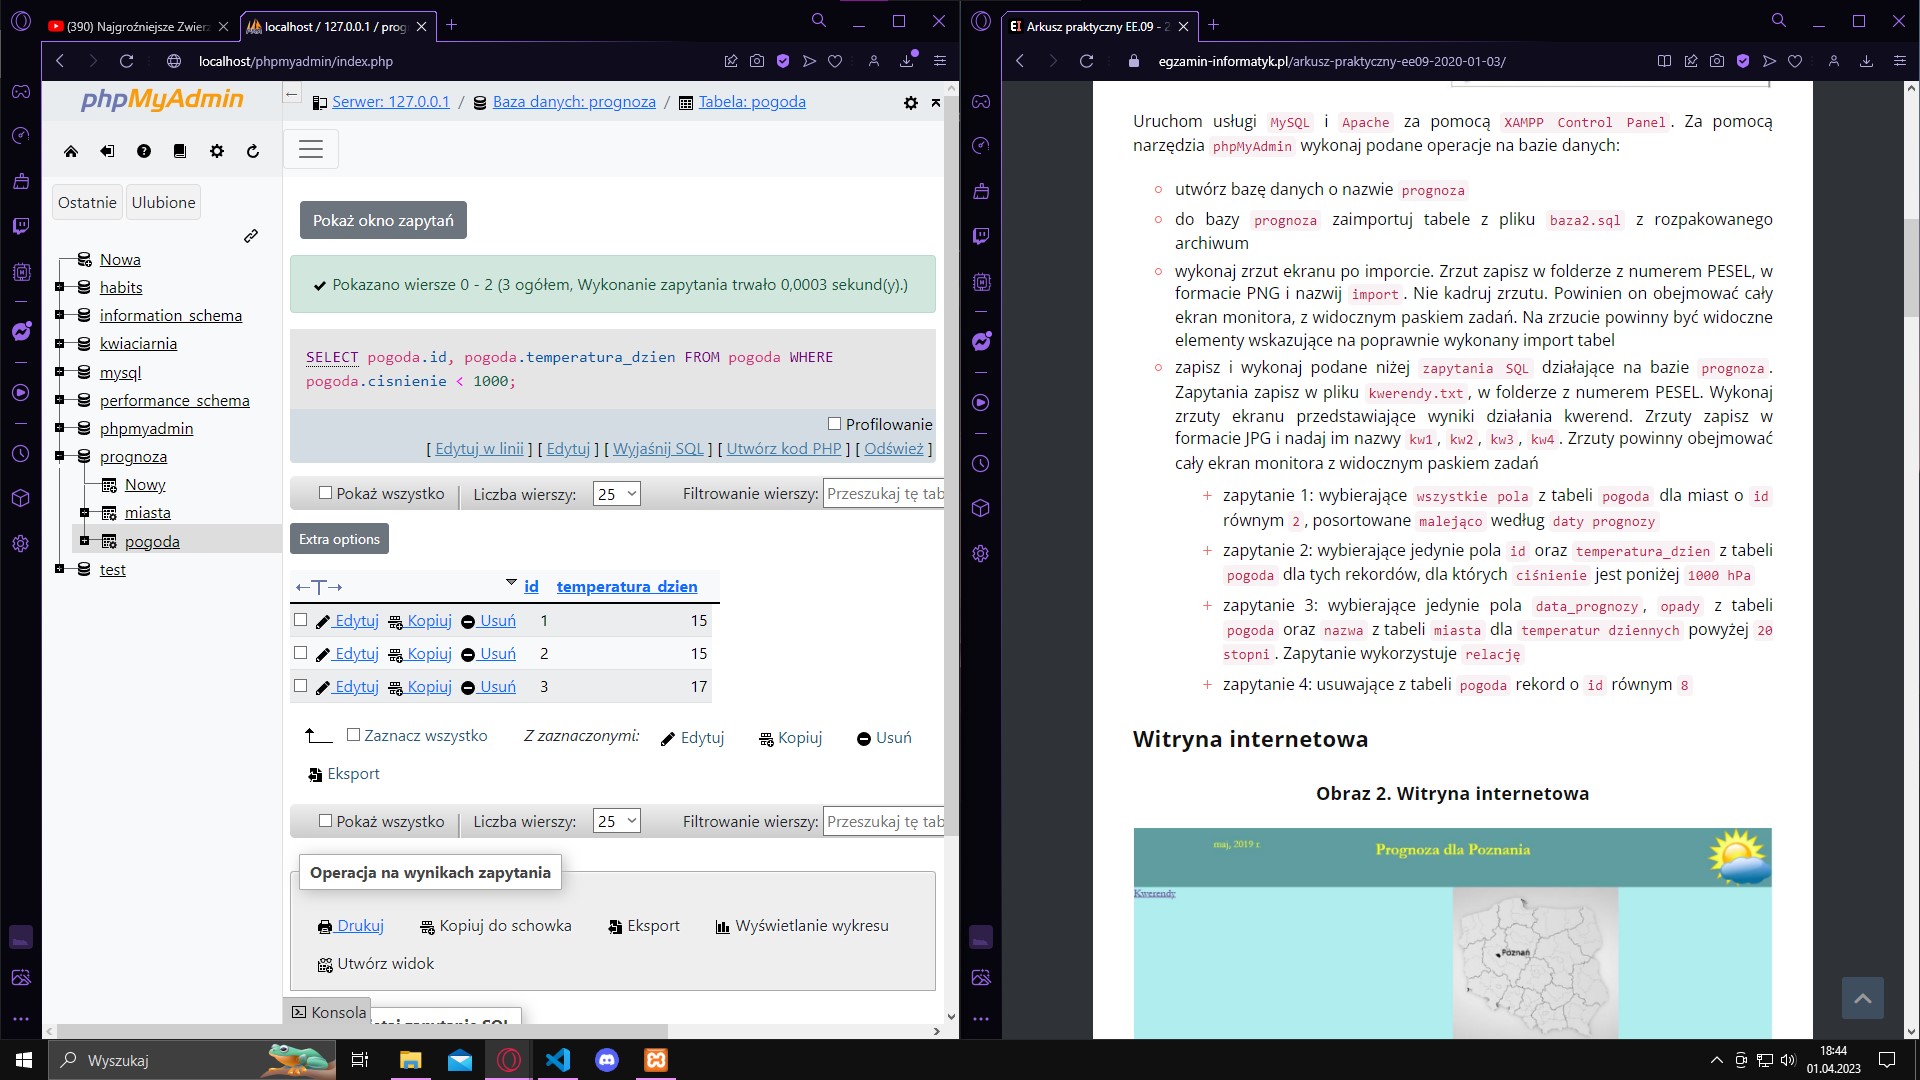 (390) Najgroźniejsze Zwier
localhost / 127.0.0.1 / prog
localhost/phpmyadmin/index.php
phpMyAdmin
Ostatnie
Ulubione
Nowa
habits
information_schema
kwiaciarnia
mysql
performance_schema
phpmyadmin
prognoza
Nowy
miasta
pogoda
test
Serwer: 127.0.0.1 / Baza danych: prognoza / Tabela: pogoda
Pokaż okno zapytań
Pokazano wiersze 0 - 2 (3 ogółem, Wykonanie zapytania trwało 0,0003 sekund(y).)
SELECT pogoda.id, pogoda.temperatura_dzien FROM pogoda WHERE
pogoda.cisnienie < 1000;
Profilowanie
[ Edytuj w linii ] [ Edytuj ] [ Wyjaśnij SQL ] [ Utwórz kod PHP ] [ Odśwież ]
Pokaż wszystko
Liczba wierszy: 25
Filtrowanie wierszy: Przeszukaj tę tab
Extra options
←T→ id temperatura_dzien
Edytuj Kopiuj Usuń 1 15
Edytuj Kopiuj Usuń 2 15
Edytuj Kopiuj Usuń 3 17
Zaznacz wszystko Z zaznaczonymi: Edytuj Kopiuj Usuń
Eksport
Pokaż wszystko
Liczba wierszy: 25
Filtrowanie wierszy: Przeszukaj tę tab
Operacja na wynikach zapytania
Drukuj Kopiuj do schowka Eksport Wyświetlanie wykresu
Utwórz widok
Konsola
EI Arkusz praktyczny EE.09 - 2
egzamin-informatyk.pl/arkusz-praktyczny-ee09-2020-01-03/
Uruchom usługi MySQL i Apache za pomocą XAMPP Control Panel. Za pomocą
narzędzia phpMyAdmin wykonaj podane operacje na bazie danych:
utwórz bazę danych o nazwie prognoza
do bazy prognoza zaimportuj tabele z pliku baza2.sql z rozpakowanego
archiwum
wykonaj zrzut ekranu po imporcie. Zrzut zapisz w folderze z numerem PESEL, w
formacie PNG i nazwij import. Nie kadruj zrzutu. Powinien on obejmować cały
ekran monitora, z widocznym paskiem zadań. Na zrzucie powinny być widoczne
elementy wskazujące na poprawnie wykonany import tabel
zapisz i wykonaj podane niżej zapytania SQL działające na bazie prognoza.
Zapytania zapisz w pliku kwerendy.txt, w folderze z numerem PESEL. Wykonaj
zrzuty ekranu przedstawiające wyniki działania kwerend. Zrzuty zapisz w
formacie JPG i nadaj im nazwy kw1, kw2, kw3, kw4. Zrzuty powinny obejmować
cały ekran monitora z widocznym paskiem zadań
+ zapytanie 1: wybierające wszystkie pola z tabeli pogoda dla miast o id
równym 2, posortowane malejąco według daty prognozy
+ zapytanie 2: wybierające jedynie pola id oraz temperatura_dzien z tabeli
pogoda dla tych rekordów, dla których ciśnienie jest poniżej 1000 hPa
+ zapytanie 3: wybierające jedynie pola data_prognozy, opady z tabeli
pogoda oraz nazwa z tabeli miasta dla temperatur dziennych powyżej 20
stopni. Zapytanie wykorzystuje relację
+ zapytanie 4: usuwające z tabeli pogoda rekord o id równym 8
Witryna internetowa
Obraz 2. Witryna internetowa
maj, 2019 r.
Prognoza dla Poznania
Kwerendy
Poznań
Wyszukaj
18:44
01.04.2023